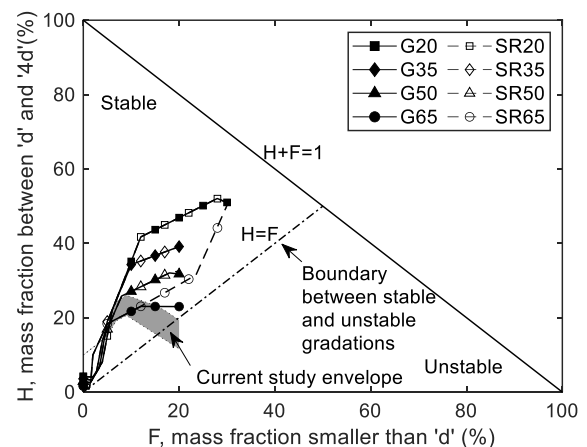 H, mass fraction between 'd' and '4d'(%)
100
80
60
40
20
0
Stable
H+F=1
H=F
Boundary
between stable
and unstable
gradations
Unstable
Current study envelope
G20 SR20
G35 SR35
G50 SR50
G65 SR65
0 20 40 60 80 100
F, mass fraction smaller than 'd' (%)